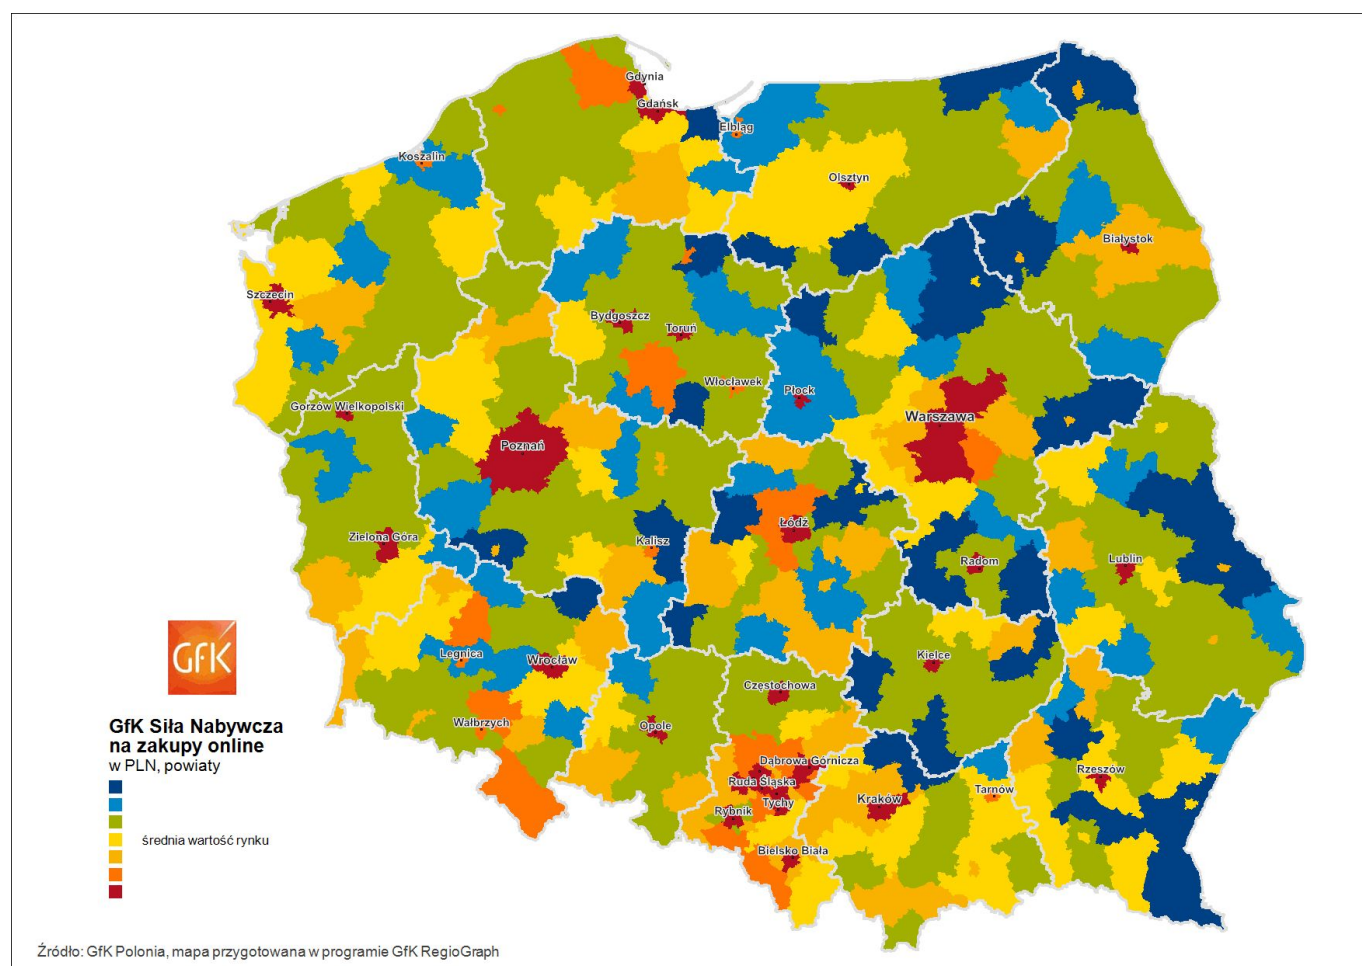 Gdynia
Gdańsk
Elbląg
Koszalin
Olsztyn
Białystok
Szczecin
Bydgoszcz
Toruń
Włocławek
Płock
Gorzów Wielkopolski
Warszawa
Poznań
Zielona Góra
Kalisz
Łódź
Radom
Lublin
Legnica
Wrocław
Kielce
Częstochowa
Wałbrzych
Opole
Dąbrowa Górnicza
Ruda Śląska
Rzeszów
Tychy
Kraków
Tarnów
Rybnik
Bielsko Biała
GfK
GfK Siła Nabywcza
na zakupy online
w PLN, powiaty
średnia wartość rynku
Źródło: GfK Polonia, mapa przygotowana w programie GfK RegioGraph